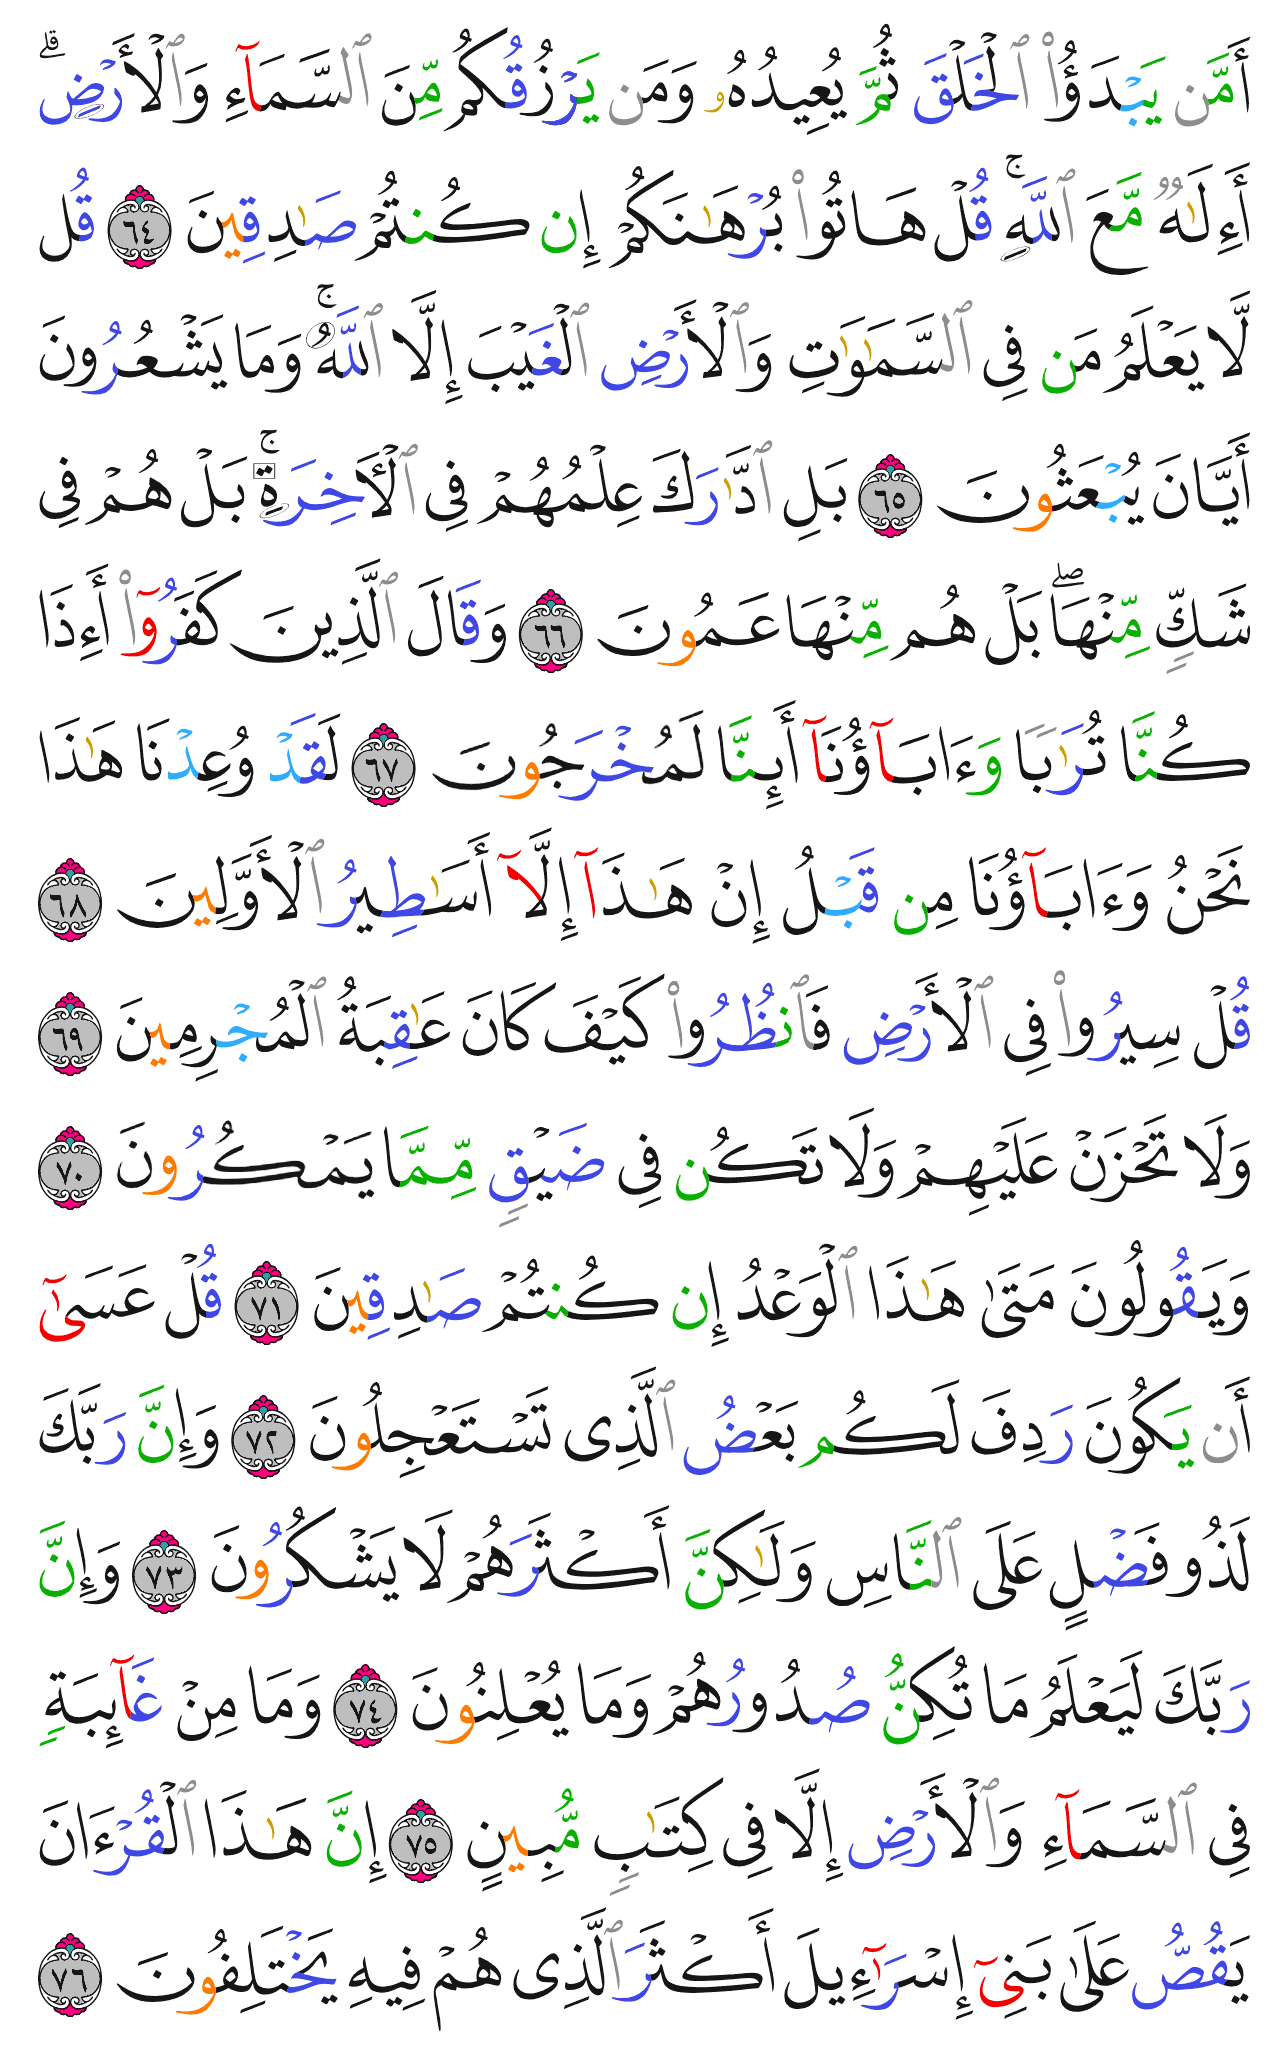 أَمَّن يَبْدَؤُا۟ ٱلْخَلْقَ ثُمَّ يُعِيدُهُۥ وَمَن يَرْزُقُكُم مِّنَ ٱلسَّمَآءِ وَٱلْأَرْضِ ۗ
أَءِلَـٰهٌ مَّعَ ٱللَّهِ ۚ قُلْ هَاتُوا۟ بُرْهَـٰنَكُمْ إِن كُنتُمْ صَـٰدِقِينَ ٦٤ قُل
لَّا يَعْلَمُ مَن فِى ٱلسَّمَـٰوَٰتِ وَٱلْأَرْضِ ٱلْغَيْبَ إِلَّا ٱللَّهُ ۚ وَمَا يَشْعُرُونَ
أَيَّانَ يُبْعَثُونَ ٦٥ بَلِ ٱدَّٰرَكَ عِلْمُهُمْ فِى ٱلْـَٔاخِرَةِ ۚ بَلْ هُمْ فِى
شَكٍّ مِّنْهَا ۖ بَلْ هُم مِّنْهَا عَمُونَ ٦٦ وَقَالَ ٱلَّذِينَ كَفَرُوٓا۟ أَءِذَا
كُنَّا تُرَٰبًا وَءَابَآؤُنَآ أَئِنَّا لَمُخْرَجُونَ ٦٧ لَقَدْ وُعِدْنَا هَـٰذَا
نَحْنُ وَءَابَآؤُنَا مِن قَبْلُ إِنْ هَـٰذَآ إِلَّآ أَسَـٰطِيرُ ٱلْأَوَّلِينَ ٦٨
قُلْ سِيرُوا۟ فِى ٱلْأَرْضِ فَٱنظُرُوا۟ كَيْفَ كَانَ عَـٰقِبَةُ ٱلْمُجْرِمِينَ ٦٩
وَلَا تَحْزَنْ عَلَيْهِمْ وَلَا تَكُن فِى ضَيْقٍ مِّمَّا يَمْكُرُونَ ٧٠
وَيَقُولُونَ مَتَىٰ هَـٰذَا ٱلْوَعْدُ إِن كُنتُمْ صَـٰدِقِينَ ٧١ قُلْ عَسَىٰٓ
أَن يَكُونَ رَدِفَ لَكُم بَعْضُ ٱلَّذِى تَسْتَعْجِلُونَ ٧٢ وَإِنَّ رَبَّكَ
لَذُو فَضْلٍ عَلَى ٱلنَّاسِ وَلَـٰكِنَّ أَكْثَرَهُمْ لَا يَشْكُرُونَ ٧٣ وَإِنَّ
رَبَّكَ لَيَعْلَمُ مَا تُكِنُّ صُدُورُهُمْ وَمَا يُعْلِنُونَ ٧٤ وَمَا مِنْ غَآئِبَةٍ
فِى ٱلسَّمَآءِ وَٱلْأَرْضِ إِلَّا فِى كِتَـٰبٍ مُّبِينٍ ٧٥ إِنَّ هَـٰذَا ٱلْقُرْءَانَ
يَقُصُّ عَلَىٰ بَنِىٓ إِسْرَٰٓءِيلَ أَكْثَرَ ٱلَّذِى هُمْ فِيهِ يَخْتَلِفُونَ ٧٦